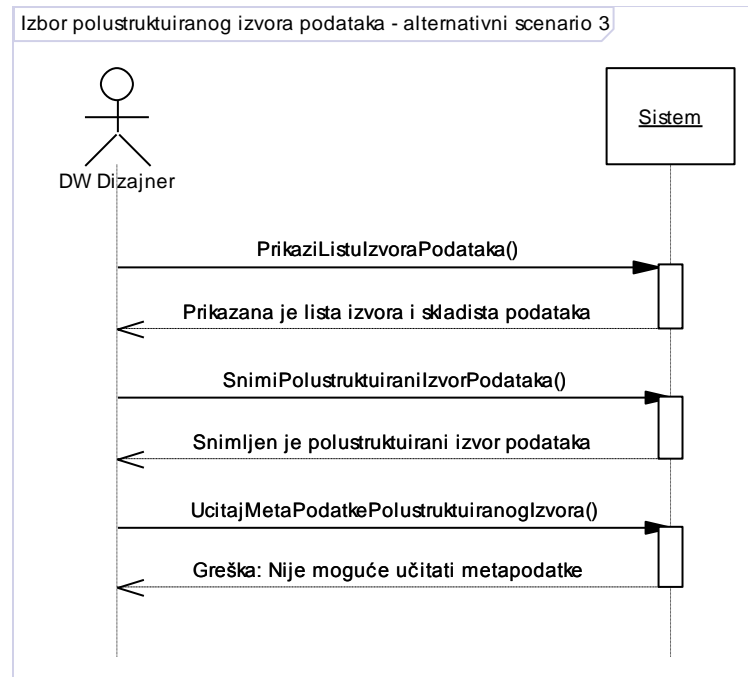 Izbor polustruktuiranog izvora podataka - alternativni scenario 3
Sistem
DW Dizajner
PrikaziListuIzvoraPodataka()
Prikazana je lista izvora i skladista podataka
SnimiPolustruktuiraniIzvorPodataka()
Snimljen je polustruktuirani izvor podataka
UcitajMetaPodatkePolustruktuiranogIzvora()
Greška: Nije moguće učitati metapodatke